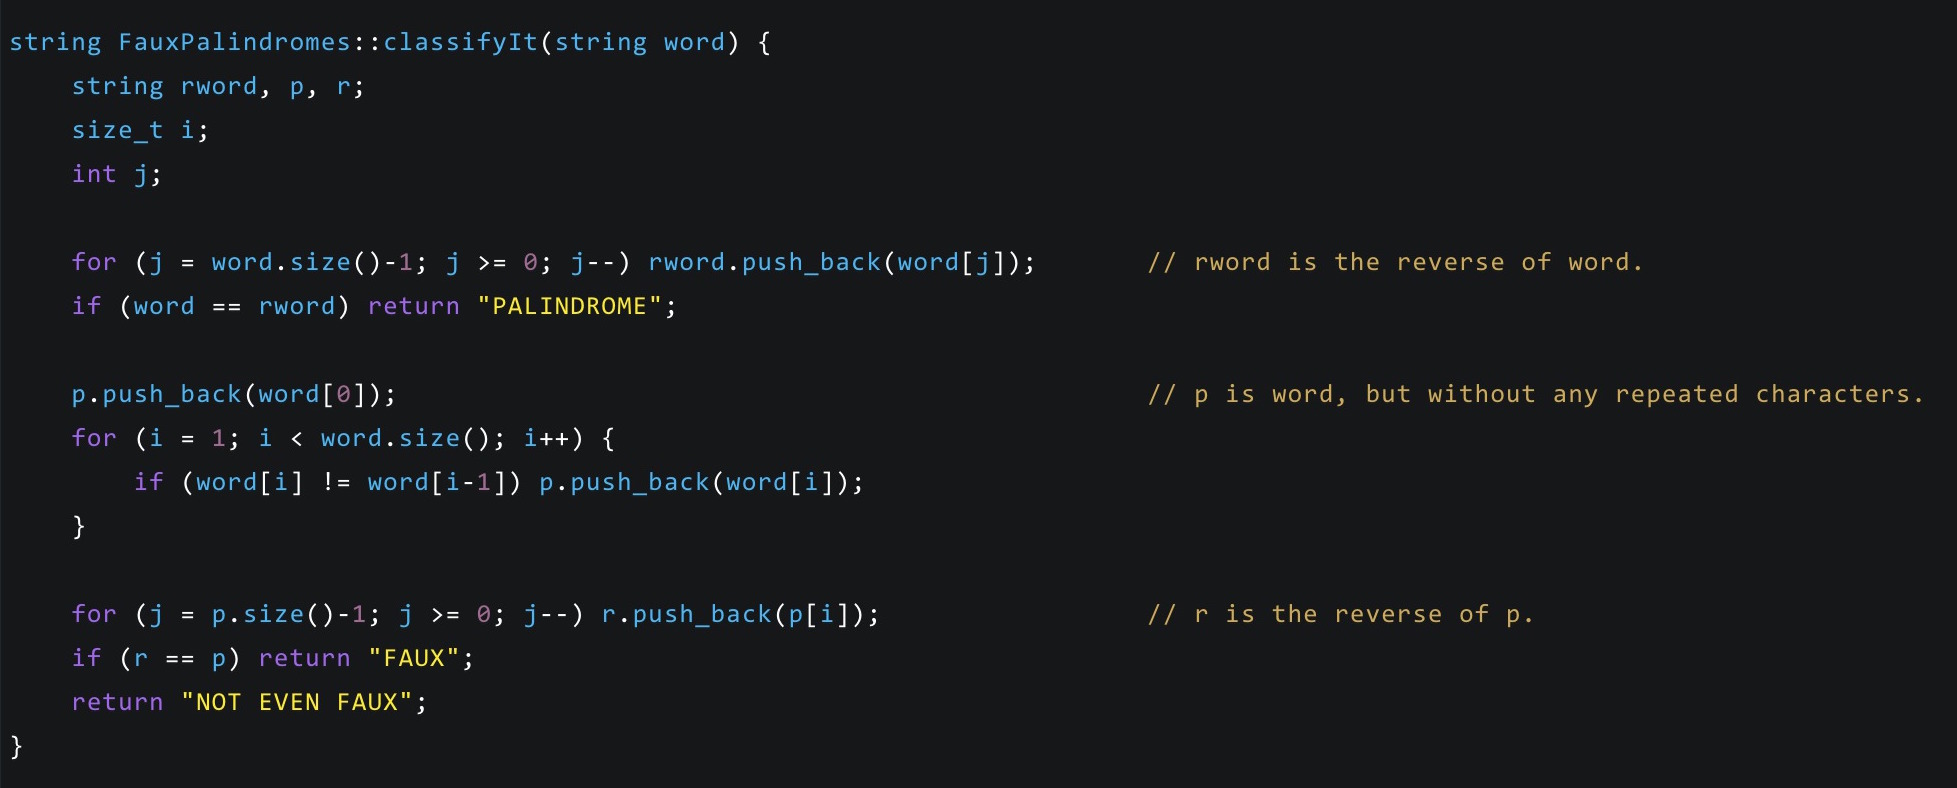 string FauxPalindromes::classifyIt(string word) {
    string rword, p, r;
    size_t i;
    int j;

    for (j = word.size()-1; j >= 0; j--) rword.push_back(word[j]);       // rword is the reverse of word.
    if (word == rword) return "PALINDROME";

    p.push_back(word[0]);                                                // p is word, but without any repeated characters.
    for (i = 1; i < word.size(); i++) {
        if (word[i] != word[i-1]) p.push_back(word[i]);
    }

    for (j = p.size()-1; j >= 0; j--) r.push_back(p[i]);                 // r is the reverse of p.
    if (r == p) return "FAUX";
    return "NOT EVEN FAUX";
}